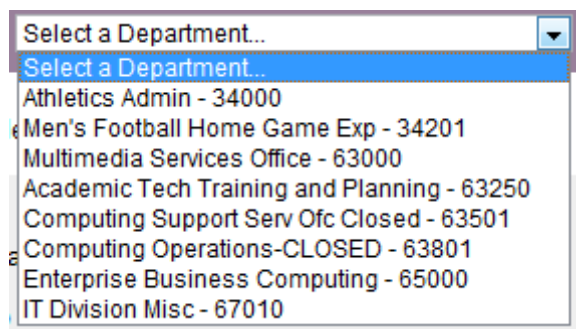 Select a Department...
Select a Department...
Athletics Admin - 34000
Men's Football Home Game Exp - 34201
Multimedia Services Office - 63000
Academic Tech Training and Planning - 63250
Computing Support Serv Ofc Closed - 63501
Computing Operations-CLOSED - 63801
Enterprise Business Computing - 65000
IT Division Misc - 67010